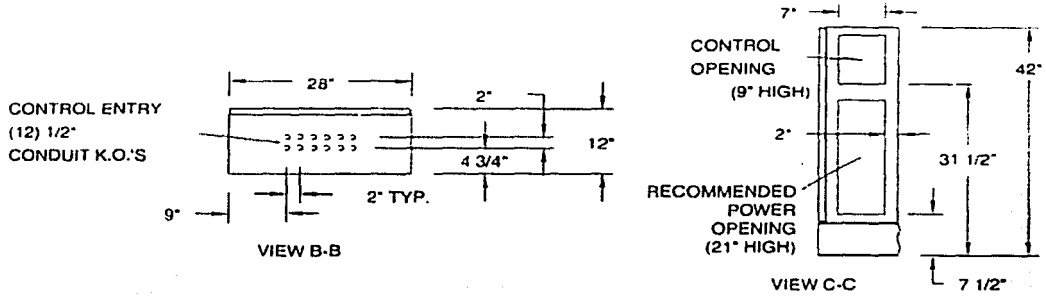 28"
CONTROL ENTRY
(12) 1/2"
CONDUIT K.O.'S
2"
12"
4 3/4"
2" TYP.
9"
VIEW B-B
7"
CONTROL
OPENING
(9" HIGH)
42"
2"
31 1/2"
RECOMMENDED
POWER
OPENING
(21" HIGH)
7 1/2"
VIEW C-C